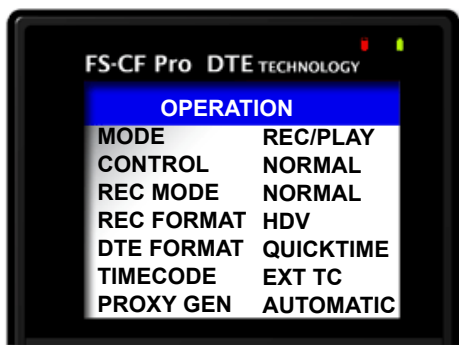 FS-CF Pro DTE TECHNOLOGY
OPERATION
MODE REC/PLAY
CONTROL NORMAL
REC MODE NORMAL
REC FORMAT HDV
DTE FORMAT QUICKTIME
TIMECODE EXT TC
PROXY GEN AUTOMATIC